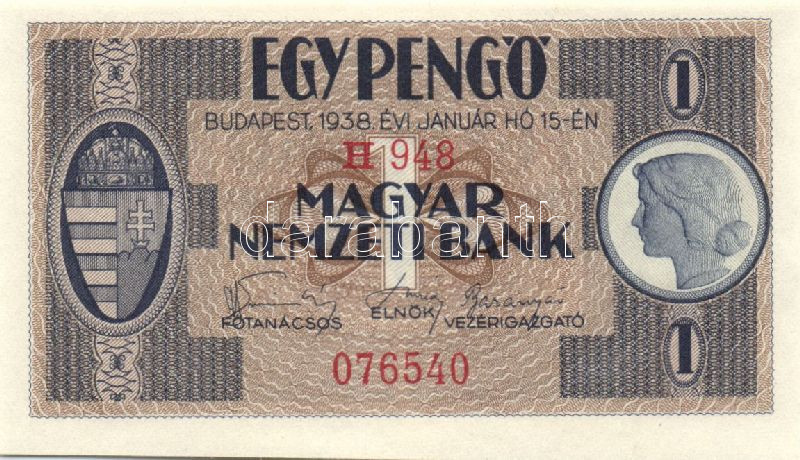 EGY PENGŐ
1
BUDAPEST, 1938. ÉVI JANUÁR HÓ 15-ÉN
1
H 948
MAGYAR
NEMZETI BANK
FŐTANÁCSOS ELNÖK VEZÉRIGAZGATÓ
076540
1